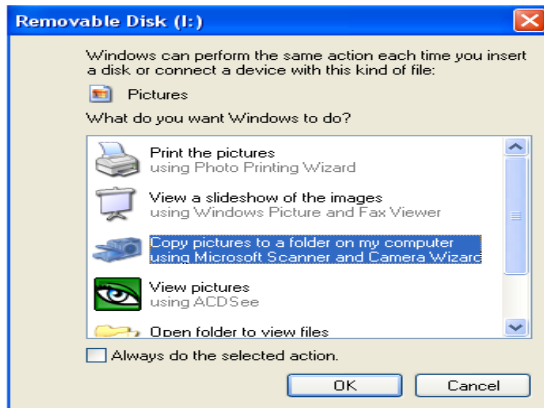 Removable Disk (I:)
Windows can perform the same action each time you insert
a disk or connect a device with this kind of file:
Pictures
What do you want Windows to do?
Print the pictures
using Photo Printing Wizard
View a slideshow of the images
using Windows Picture and Fax Viewer
Copy pictures to a folder on my computer
using Microsoft Scanner and Camera Wizard
View pictures
using ACDSee
Open folder to view files
Always do the selected action.
OK
Cancel